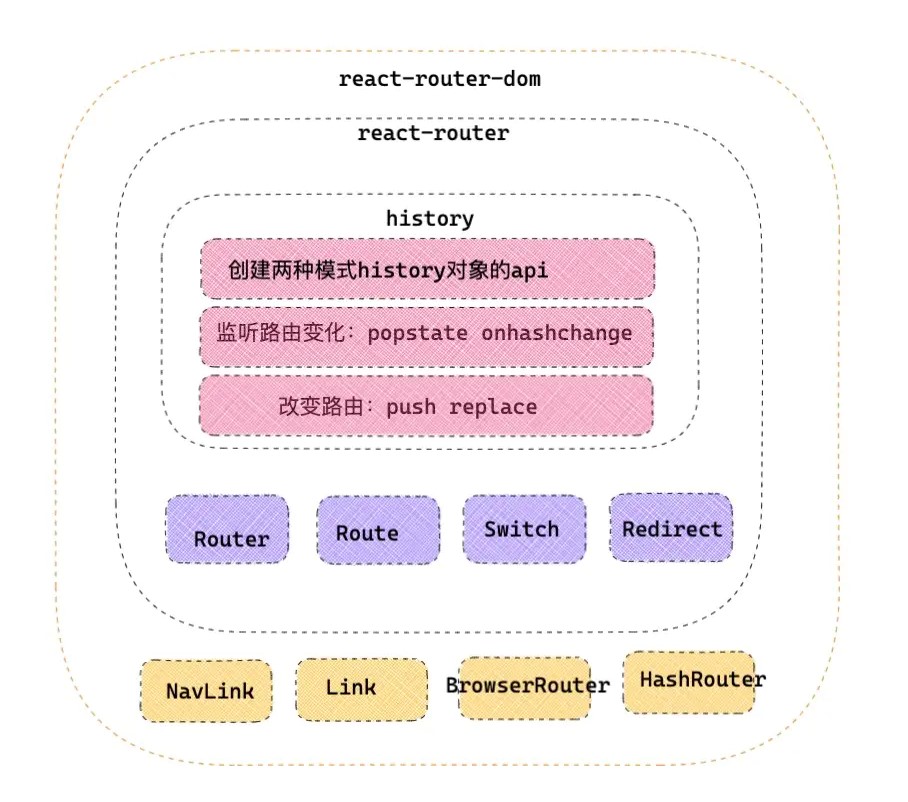 react-router-dom
react-router
history
创建两种模式history对象的api
监听路由变化：popstate onhashchange
改变路由：push replace
Router Route Switch Redirect
NavLink Link BrowserRouter HashRouter